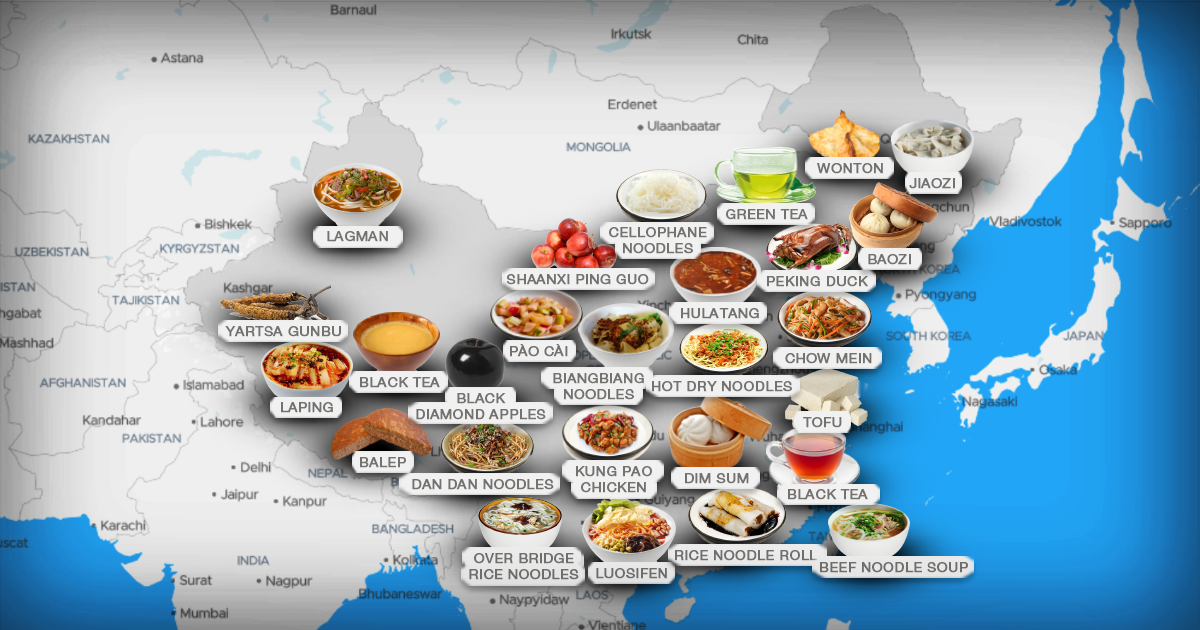 Barnaul
Irkutsk
Chita
Astana
Erdenet
Ulaanbaatar
KAZAKHSTAN
MONGOLIA
WONTON
JIAOZI
GREEN TEA
Bishkek
LAGMAN
CELLOPHANE
NOODLES
Vladivostok
Sapporo
UZBEKISTAN
KYRGYZSTAN
BAOZI
SHAANXI PING GUO
PEKING DUCK
Kashgar
TAJIKISTAN
Pyongyang
HULATANG
YARTSA GUNBU
SOUTH KOREA
JAPAN
Mashhad
PÀO CÀI
CHOW MEIN
Osaka
AFGHANISTAN
Islamabad
BLACK TEA
BIANGBIANG
NOODLES
HOT DRY NOODLES
BLACK
DIAMOND APPLES
Nagasaki
LAPING
Kandahar
Lahore
TOFU
PAKISTAN
BALEP
Delhi
NEPAL
DAN DAN NOODLES
KUNG PAO
CHICKEN
DIM SUM
BLACK TEA
Jaipur
Kanpur
Guiyang
Karachi
BANGLADESH
INDIA
Kolkata
OVER BRIDGE
RICE NOODLES
LUOSIFEN
RICE NOODLE ROLL
BEEF NOODLE SOUP
Surat
Nagpur
Bhubaneswar
Naypyidaw
LAOS
Mumbai
Vientiane